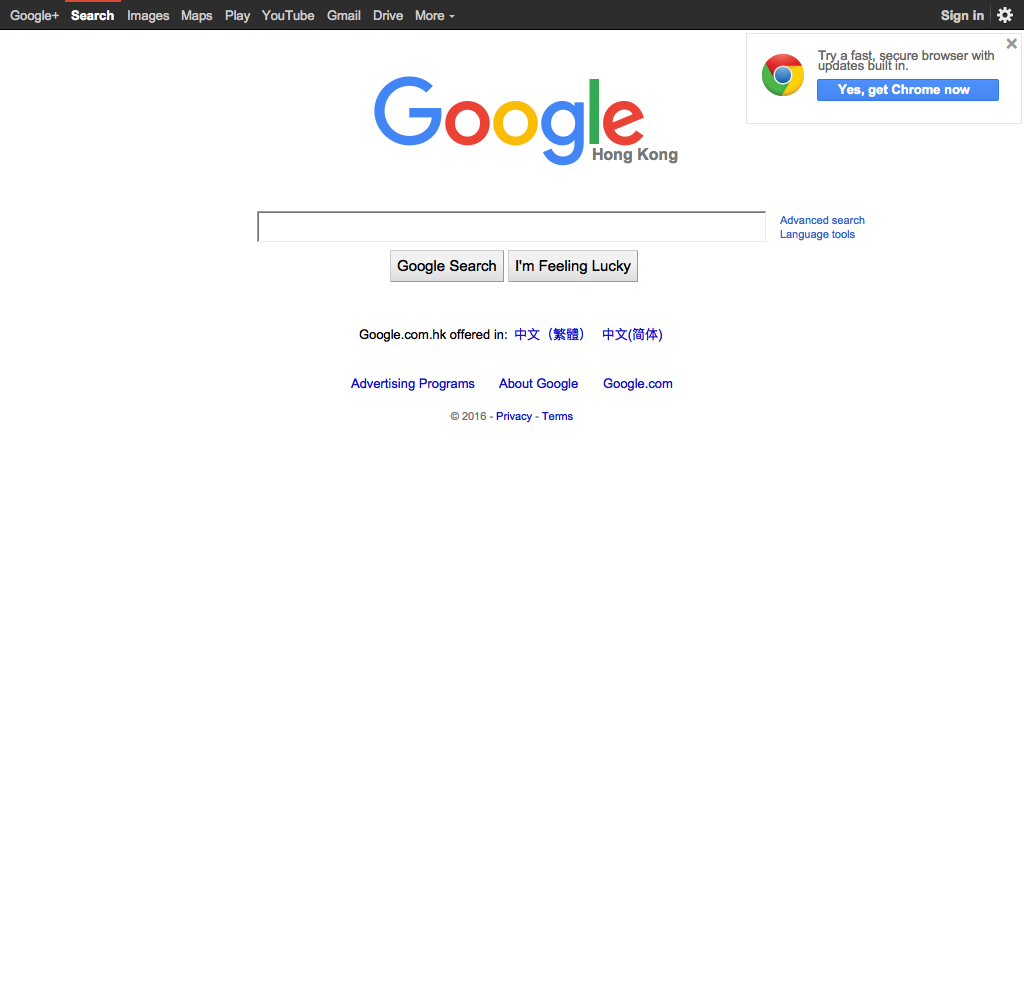 Google+ Search Images Maps Play YouTube Gmail Drive More Sign in
Try a fast, secure browser with
updates built in.
Yes, get Chrome now
Google
Hong Kong
Advanced search
Language tools
Google Search I'm Feeling Lucky
Google.com.hk offered in: 中文（繁體） 中文(简体)
Advertising Programs About Google Google.com
© 2016 - Privacy - Terms